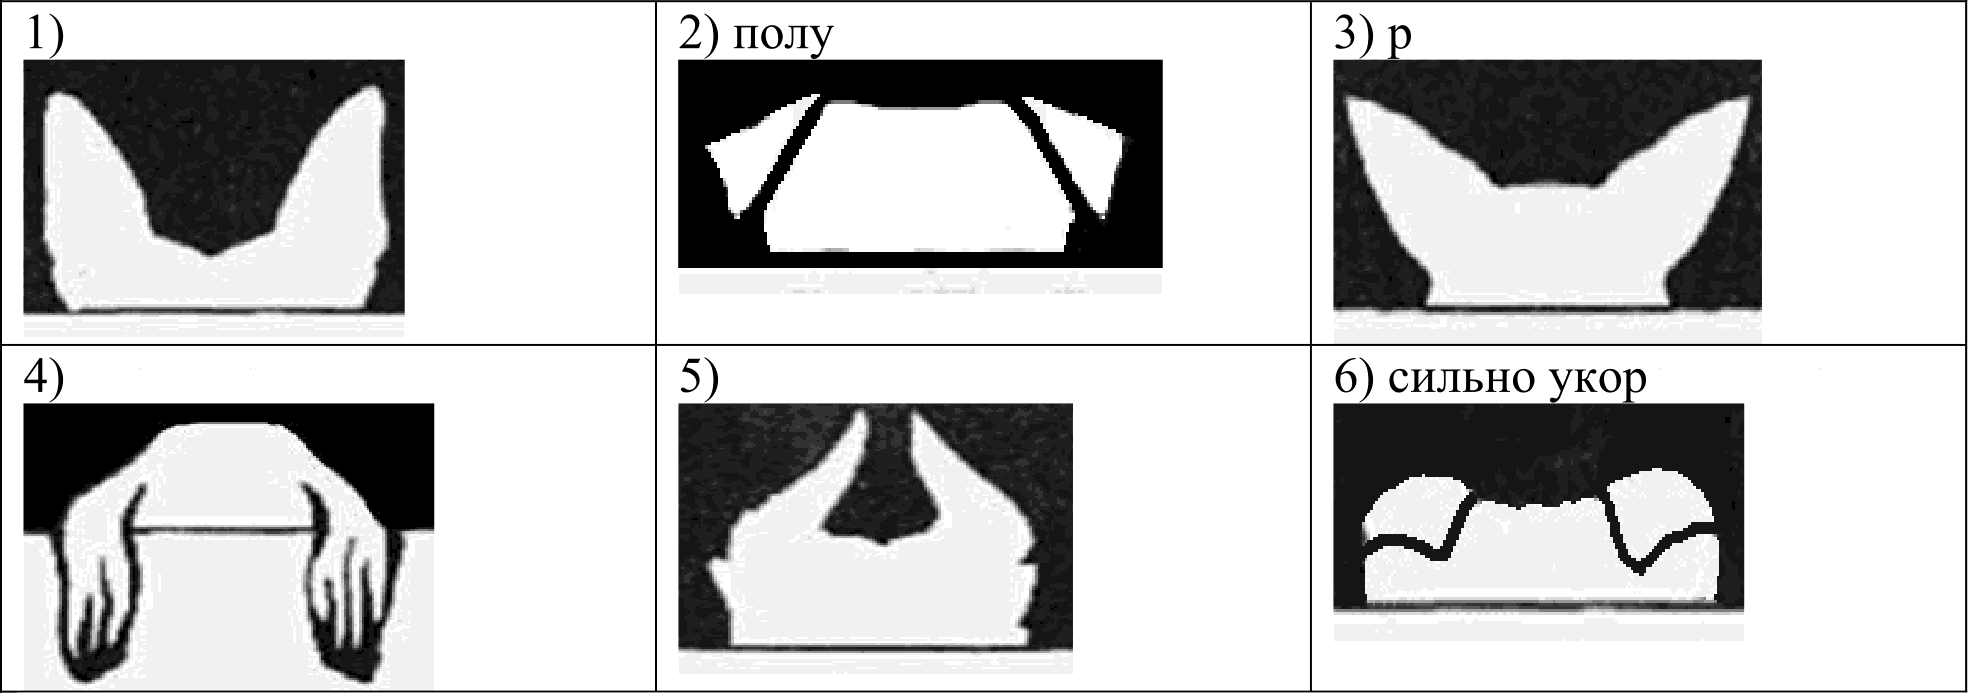 1)
2) полу
3) р
4)
5)
6) сильно укор